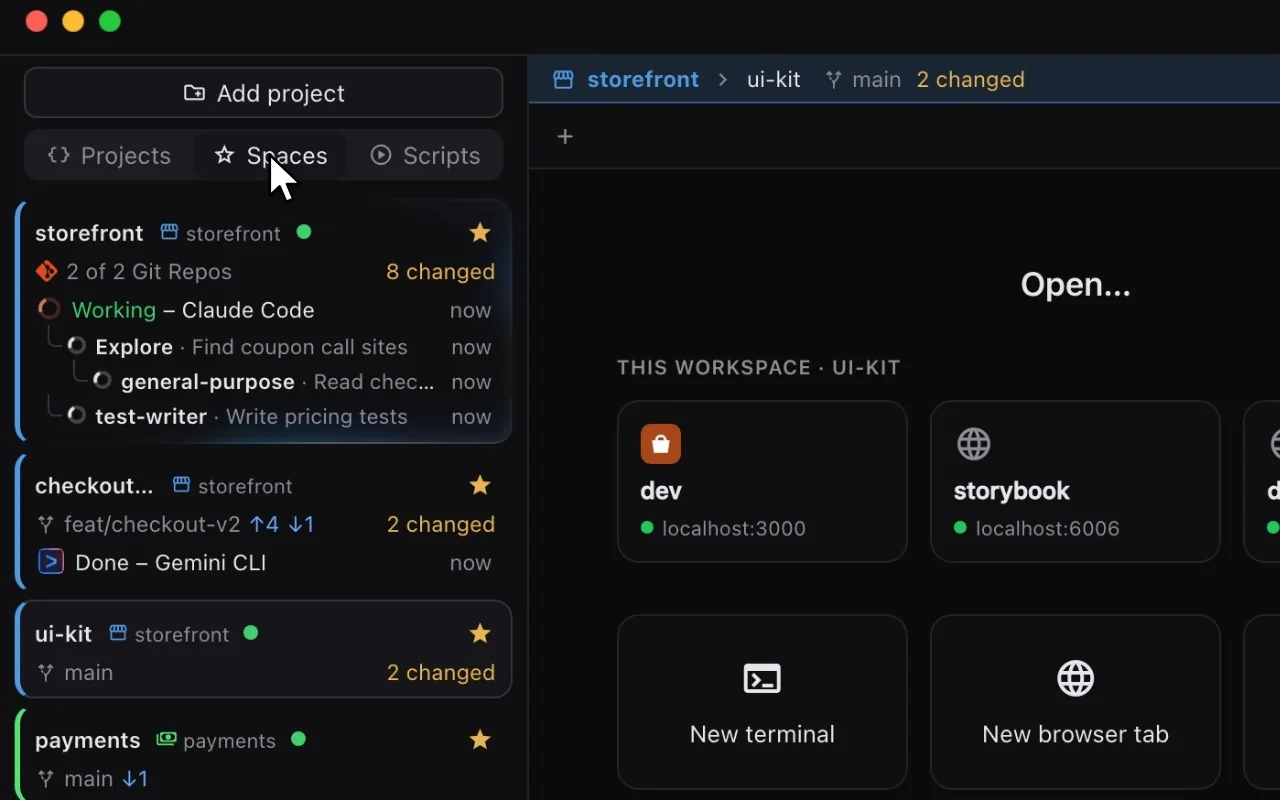 Add project
Projects Spaces Scripts
storefront storefront
2 of 2 Git Repos 8 changed
Working – Claude Code now
Explore · Find coupon call sites now
general-purpose · Read chec... now
test-writer · Write pricing tests now
checkout... storefront
feat/checkout-v2 ↑4 ↓1 2 changed
Done – Gemini CLI now
ui-kit storefront
main 2 changed
payments payments
main ↓1
storefront > ui-kit main 2 changed
+
Open...
THIS WORKSPACE · UI-KIT
dev
localhost:3000
storybook
localhost:6006
New terminal
New browser tab